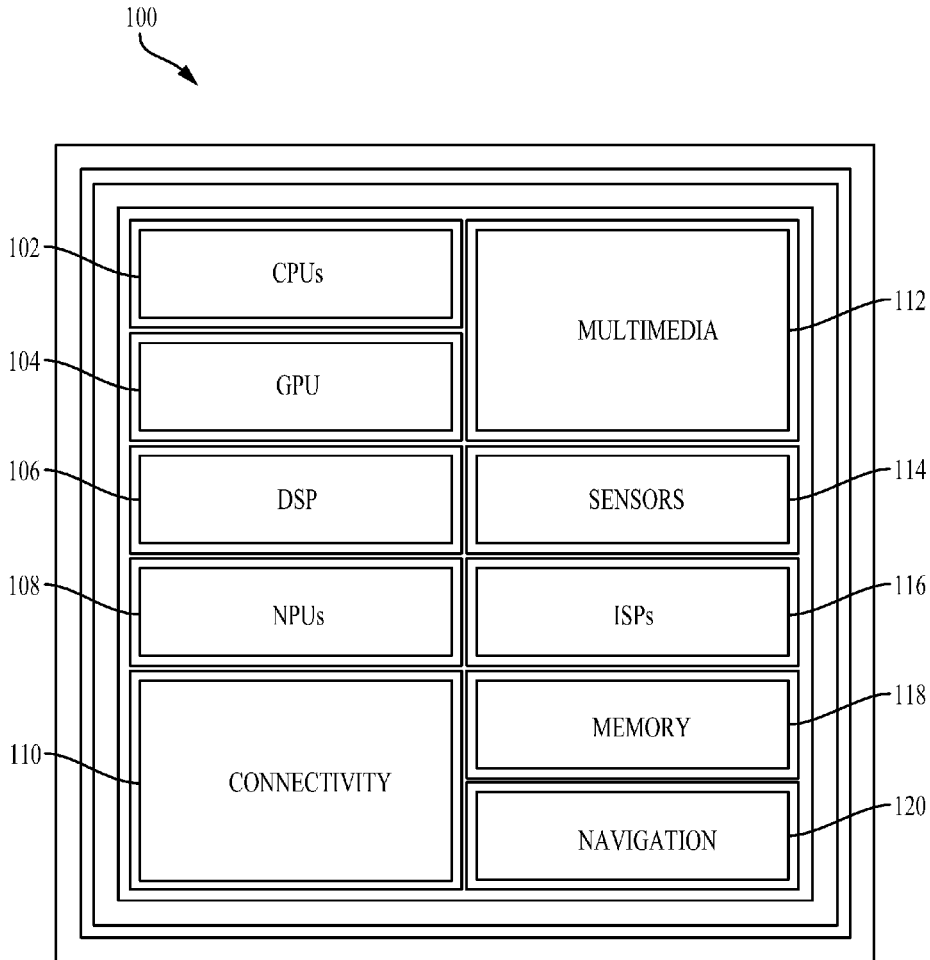 100
102
CPUs
MULTIMEDIA
112
104
GPU
106
DSP
SENSORS
114
108
NPUs
ISPs
116
110
CONNECTIVITY
MEMORY
118
NAVIGATION
120